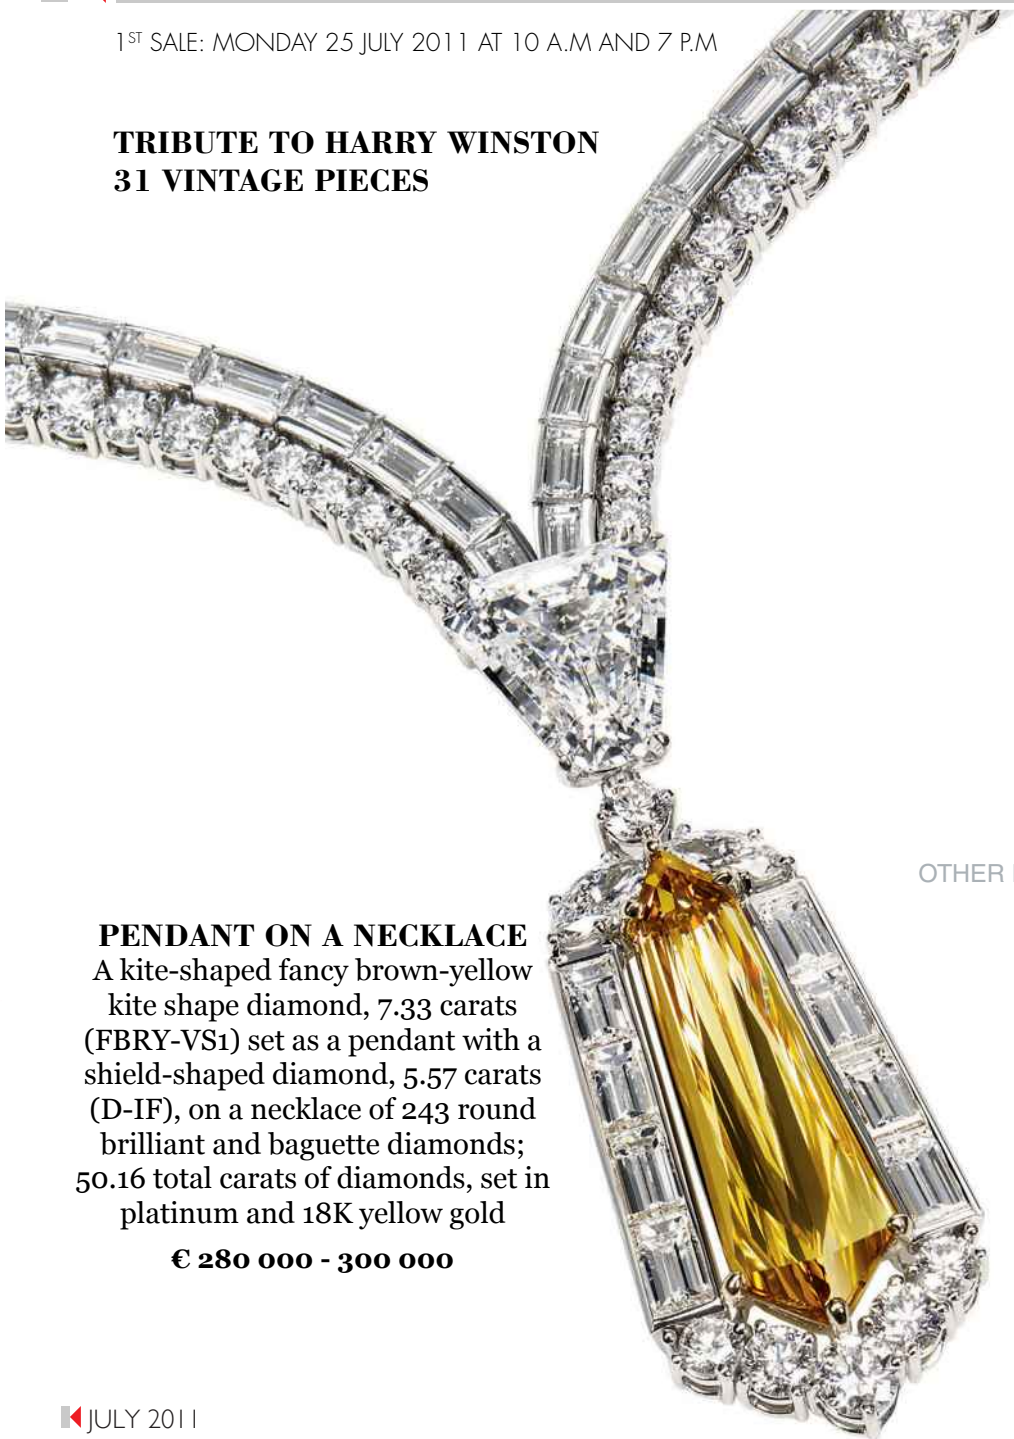 1ST SALE: MONDAY 25 JULY 2011 AT 10 A.M AND 7 P.M
TRIBUTE TO HARRY WINSTON
31 VINTAGE PIECES
OTHER
PENDANT ON A NECKLACE
A kite-shaped fancy brown-yellow
kite shape diamond, 7.33 carats
(FBRY-VS1) set as a pendant with a
shield-shaped diamond, 5.57 carats
(D-IF), on a necklace of 243 round
brilliant and baguette diamonds;
50.16 total carats of diamonds, set in
platinum and 18K yellow gold
€ 280 000 - 300 000
JULY 2011